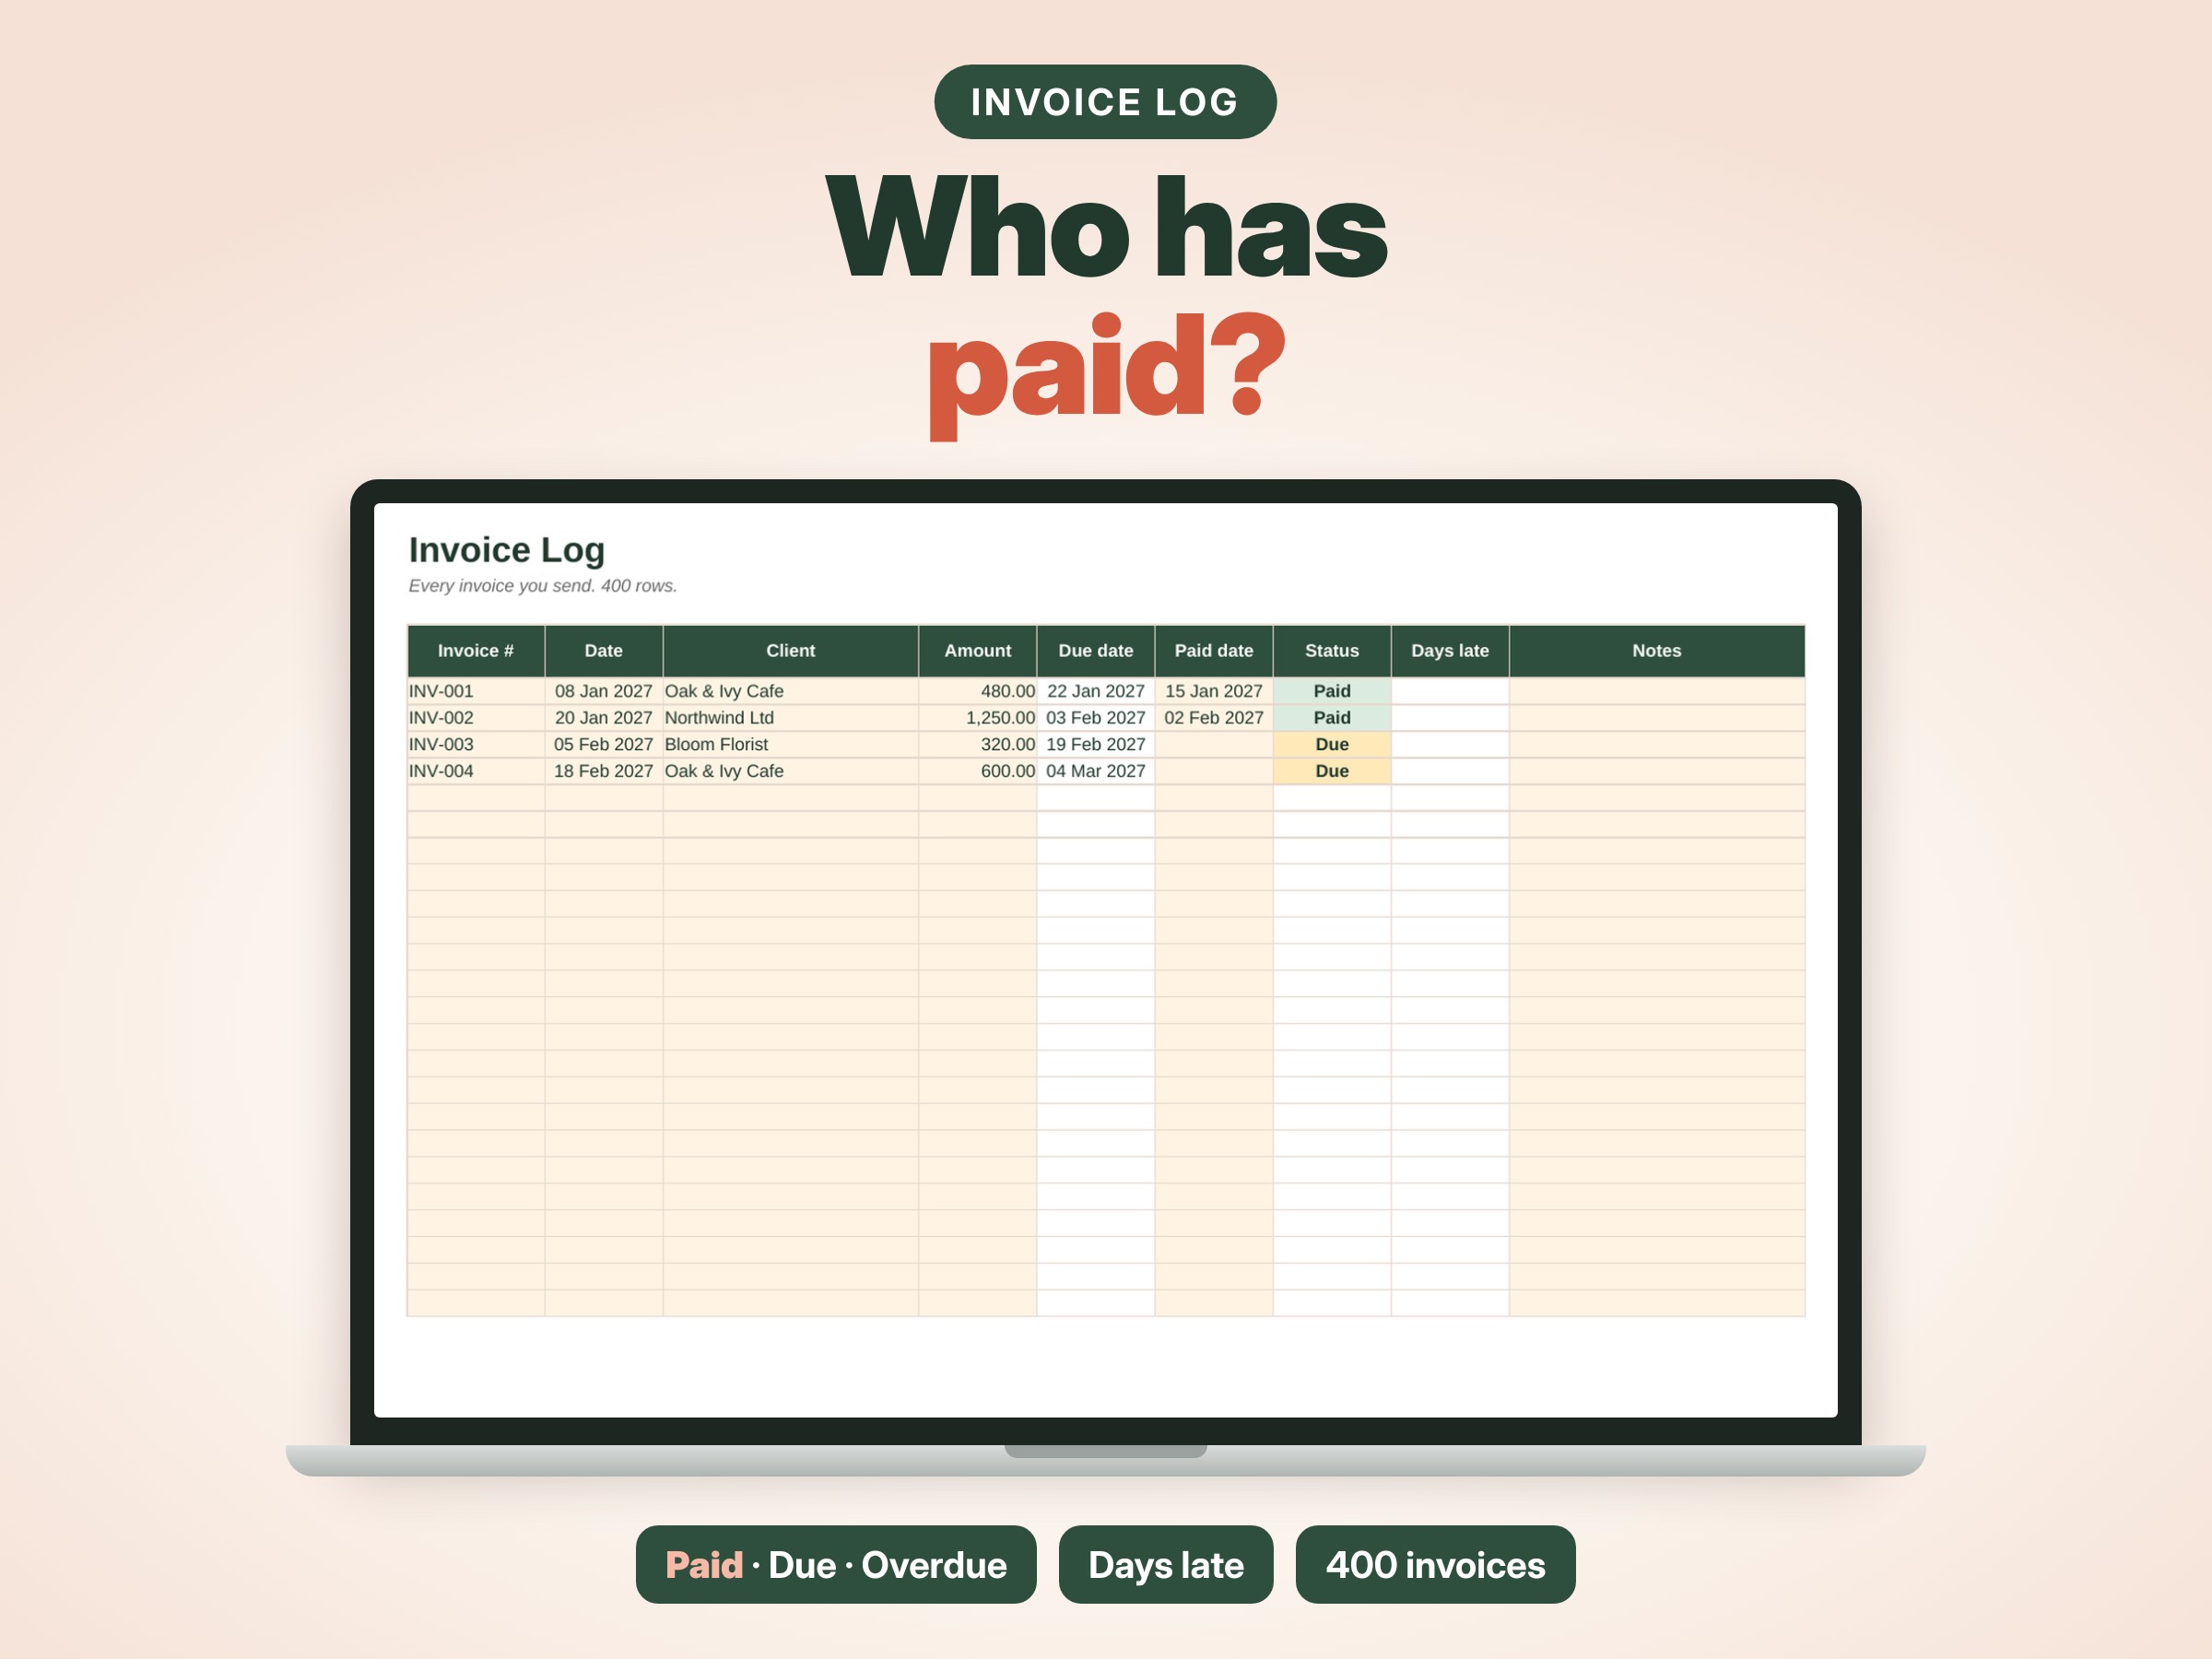 INVOICE LOG
Who has
paid?
Invoice Log
Every invoice you send. 400 rows.
Invoice # Date Client Amount Due date Paid date Status Days late Notes
INV-001 08 Jan 2027 Oak & Ivy Cafe 480.00 22 Jan 2027 15 Jan 2027 Paid
INV-002 20 Jan 2027 Northwind Ltd 1,250.00 03 Feb 2027 02 Feb 2027 Paid
INV-003 05 Feb 2027 Bloom Florist 320.00 19 Feb 2027 Due
INV-004 18 Feb 2027 Oak & Ivy Cafe 600.00 04 Mar 2027 Due
Paid · Due · Overdue Days late 400 invoices